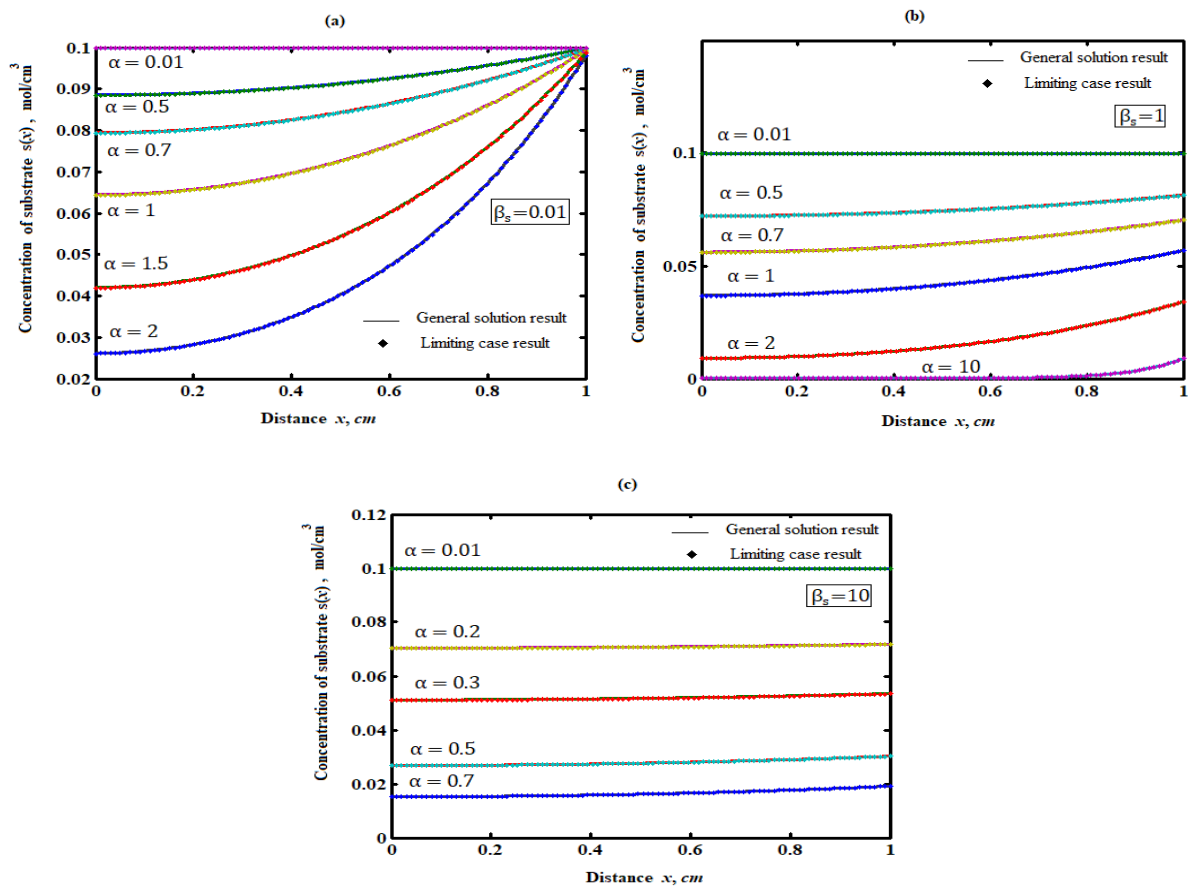 (a)
Concentration of substrate s(x) , mol/cm³
0.1
0.09
0.08
0.07
0.06
0.05
0.04
0.03
0.02
α = 0.01
α = 0.5
α = 0.7
α = 1
α = 1.5
α = 2
βs=0.01
General solution result
Limiting case result
0 0.2 0.4 0.6 0.8 1
Distance x, cm
(b)
Concentration of substrate s(x) , mol/cm³
0.1
0.05
0
General solution result
Limiting case result
βs=1
α = 0.01
α = 0.5
α = 0.7
α = 1
α = 2
α = 10
0 0.2 0.4 0.6 0.8 1
Distance x, cm
(c)
Concentration of substrate s(x) , mol/cm³
0.12
0.1
0.08
0.06
0.04
0.02
0
General solution result
Limiting case result
α = 0.01
βs=10
α = 0.2
α = 0.3
α = 0.5
α = 0.7
0 0.2 0.4 0.6 0.8 1
Distance x, cm